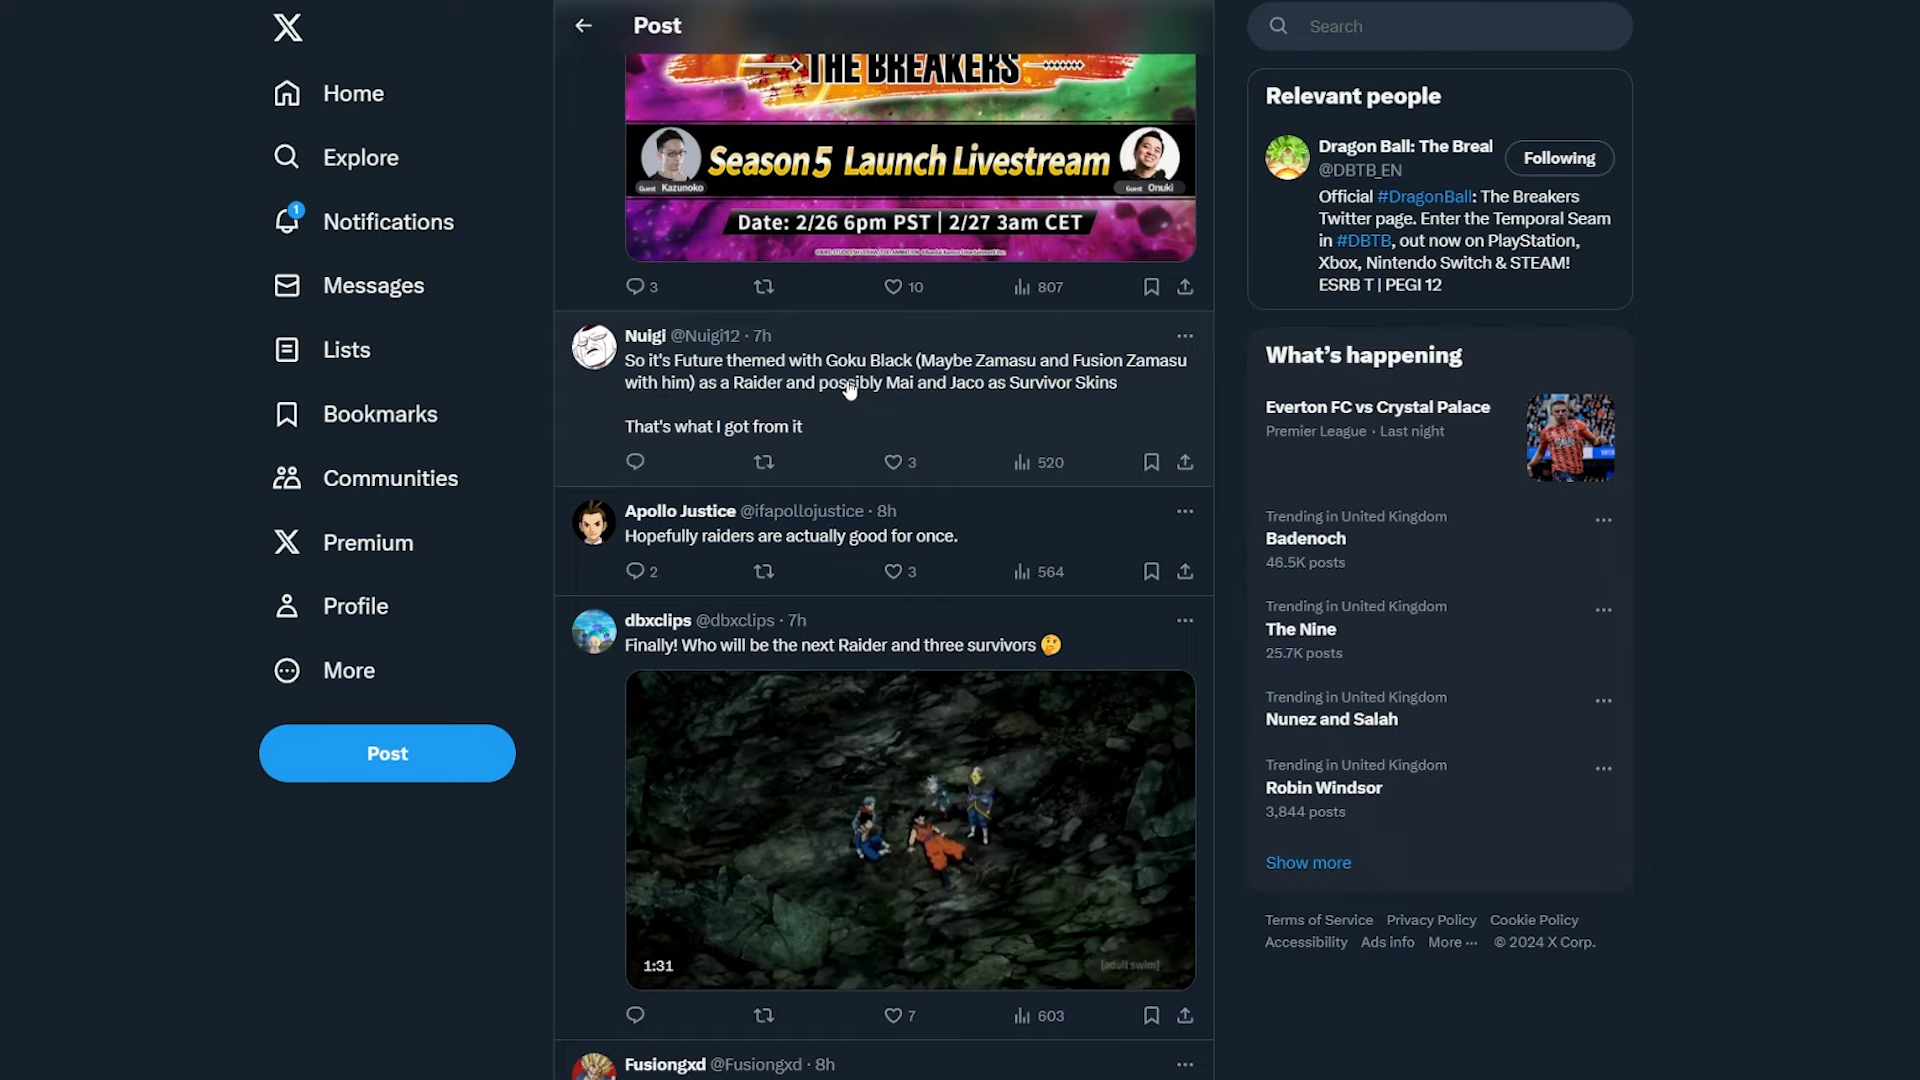 Home
Explore
1
Notifications
Messages
Lists
Bookmarks
Communities
Premium
Profile
More
Post
Post
THE BREAKERS
Season 5 Launch Livestream
Guest Kazunoko
Guest Onuki
Date: 2/26 6pm PST | 2/27 3am CET
3
10
807
Nuigi @Nuigi12 · 7h
So it's Future themed with Goku Black (Maybe Zamasu and Fusion Zamasu
with him) as a Raider and possibly Mai and Jaco as Survivor Skins
That's what I got from it
3
520
Apollo Justice @ifapollojustice · 8h
Hopefully raiders are actually good for once.
2
3
564
dbxclips @dbxclips · 7h
Finally! Who will be the next Raider and three survivors 🤔
1:31
[adult swim]
7
603
Fusiongxd @Fusiongxd · 8h
Search
Relevant people
Dragon Ball: The Breal
@DBTB_EN
Following
Official #DragonBall: The Breakers
Twitter page. Enter the Temporal Seam
in #DBTB, out now on PlayStation,
Xbox, Nintendo Switch & STEAM!
ESRB T | PEGI 12
What's happening
Everton FC vs Crystal Palace
Premier League · Last night
Trending in United Kingdom
Badenoch
46.5K posts
Trending in United Kingdom
The Nine
25.7K posts
Trending in United Kingdom
Nunez and Salah
Trending in United Kingdom
Robin Windsor
3,844 posts
Show more
Terms of Service Privacy Policy Cookie Policy
Accessibility Ads info More ··· © 2024 X Corp.